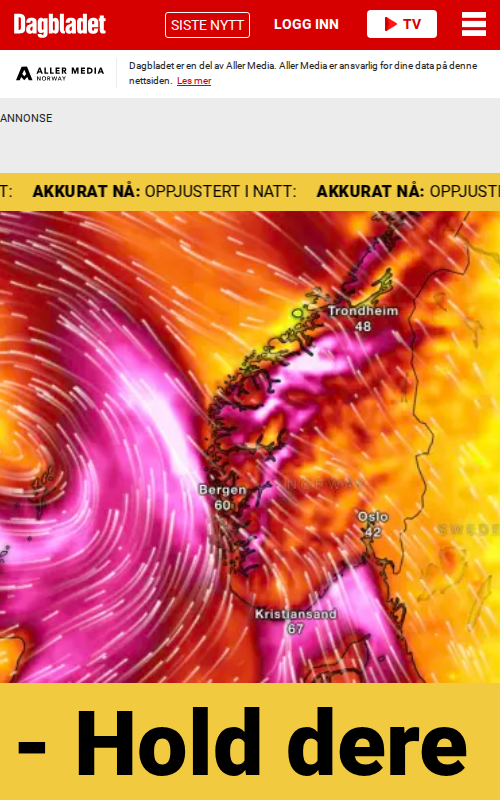 Dagbladet
SISTE NYTT
LOGG INN
TV
ALLER MEDIA
NORWAY
Dagbladet er en del av Aller Media. Aller Media er ansvarlig for dine data på denne
nettsiden. Les mer
ANNONSE
T: AKKURAT NÅ: OPPJUSTERT I NATT: AKKURAT NÅ: OPPJUST
Trondheim
48
Bergen
60
NORWAY
Oslo
42
SWEDE
Kristiansand
67
- Hold dere